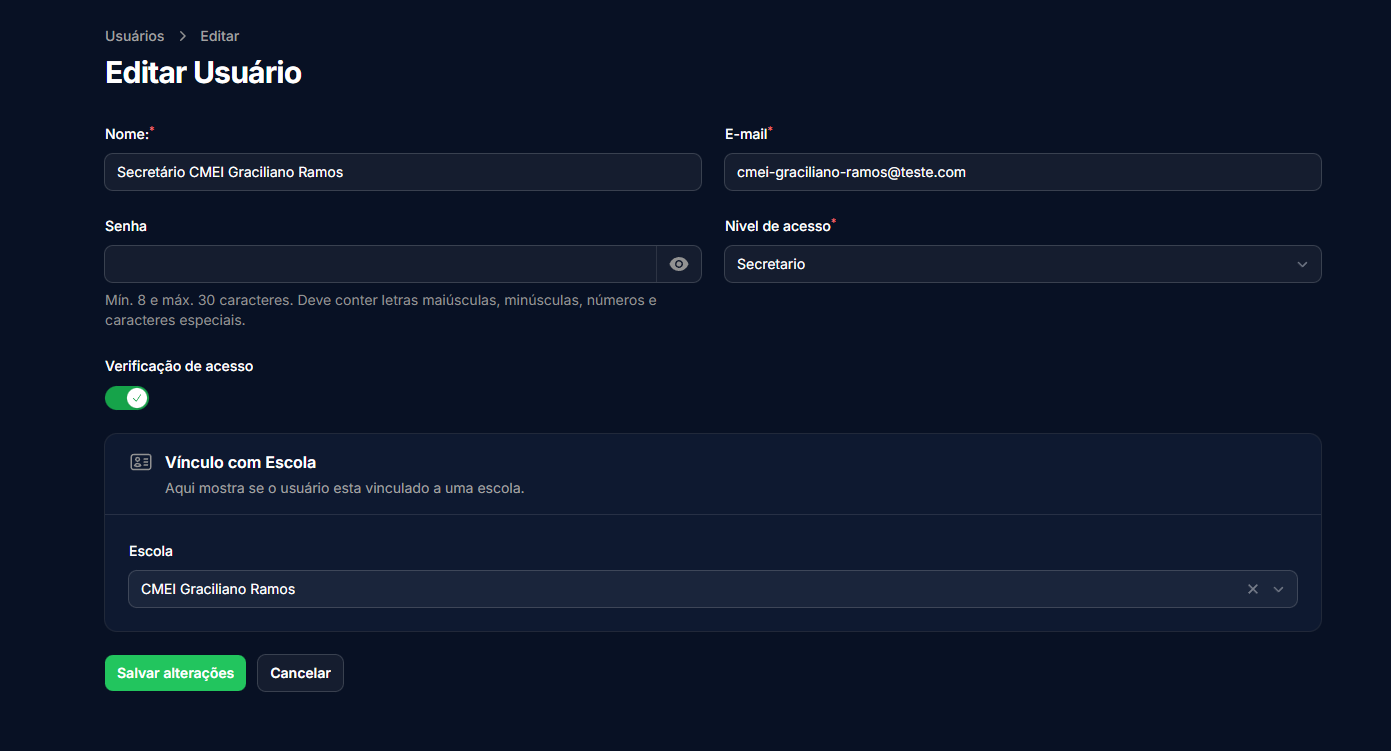 Usuários > Editar
Editar Usuário
Nome:*
E-mail*
Secretário CMEI Graciliano Ramos
cmei-graciliano-ramos@teste.com
Senha
Nivel de acesso*
Secretario
Mín. 8 e máx. 30 caracteres. Deve conter letras maiúsculas, minúsculas, números e
caracteres especiais.
Verificação de acesso
Vínculo com Escola
Aqui mostra se o usuário esta vinculado a uma escola.
Escola
CMEI Graciliano Ramos
Salvar alterações
Cancelar